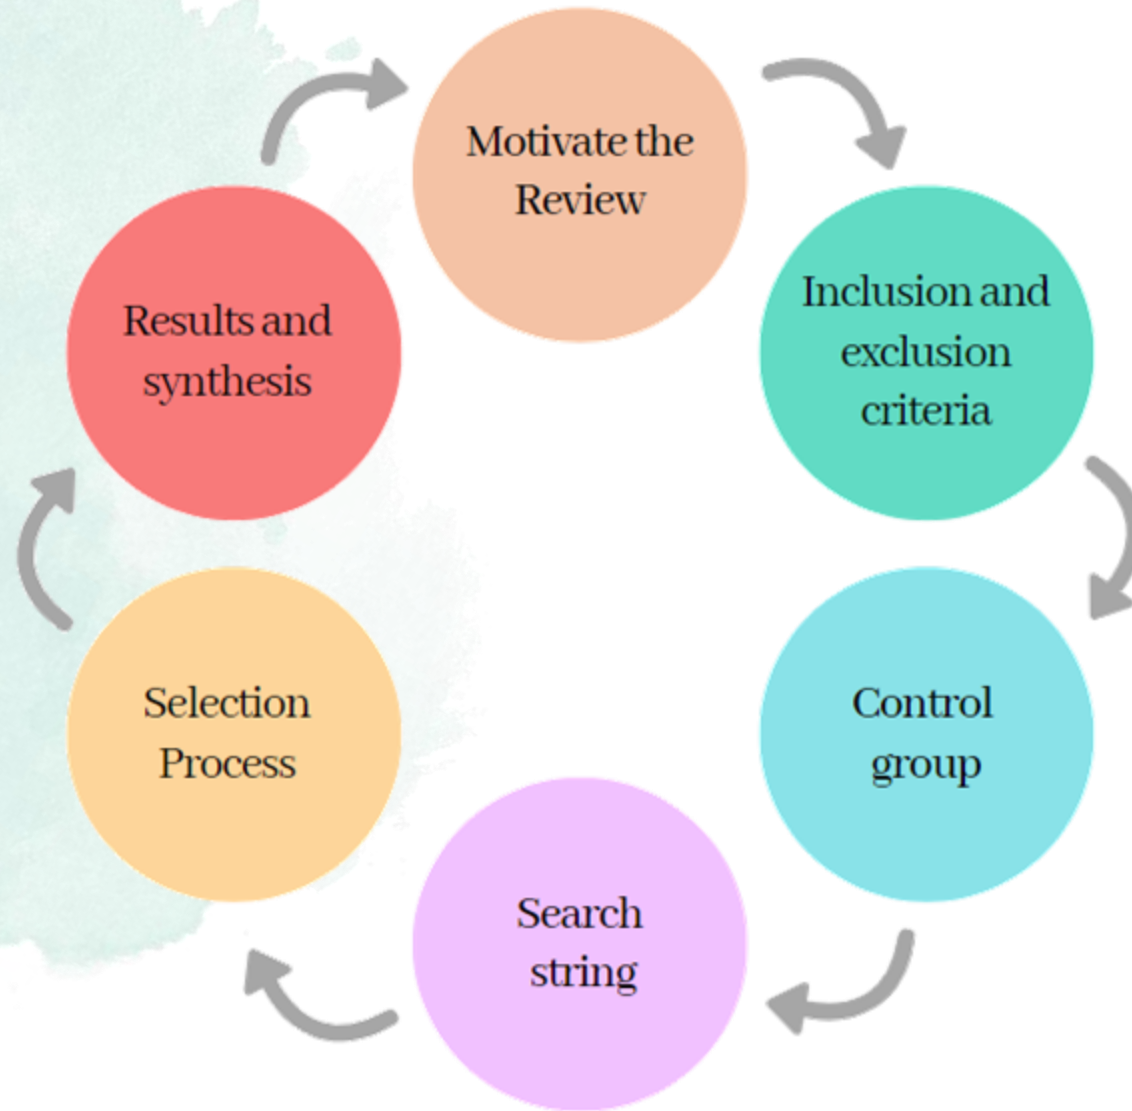 Motivate the
Review
Inclusion and
exclusion
criteria
Control
group
Search
string
Selection
Process
Results and
synthesis